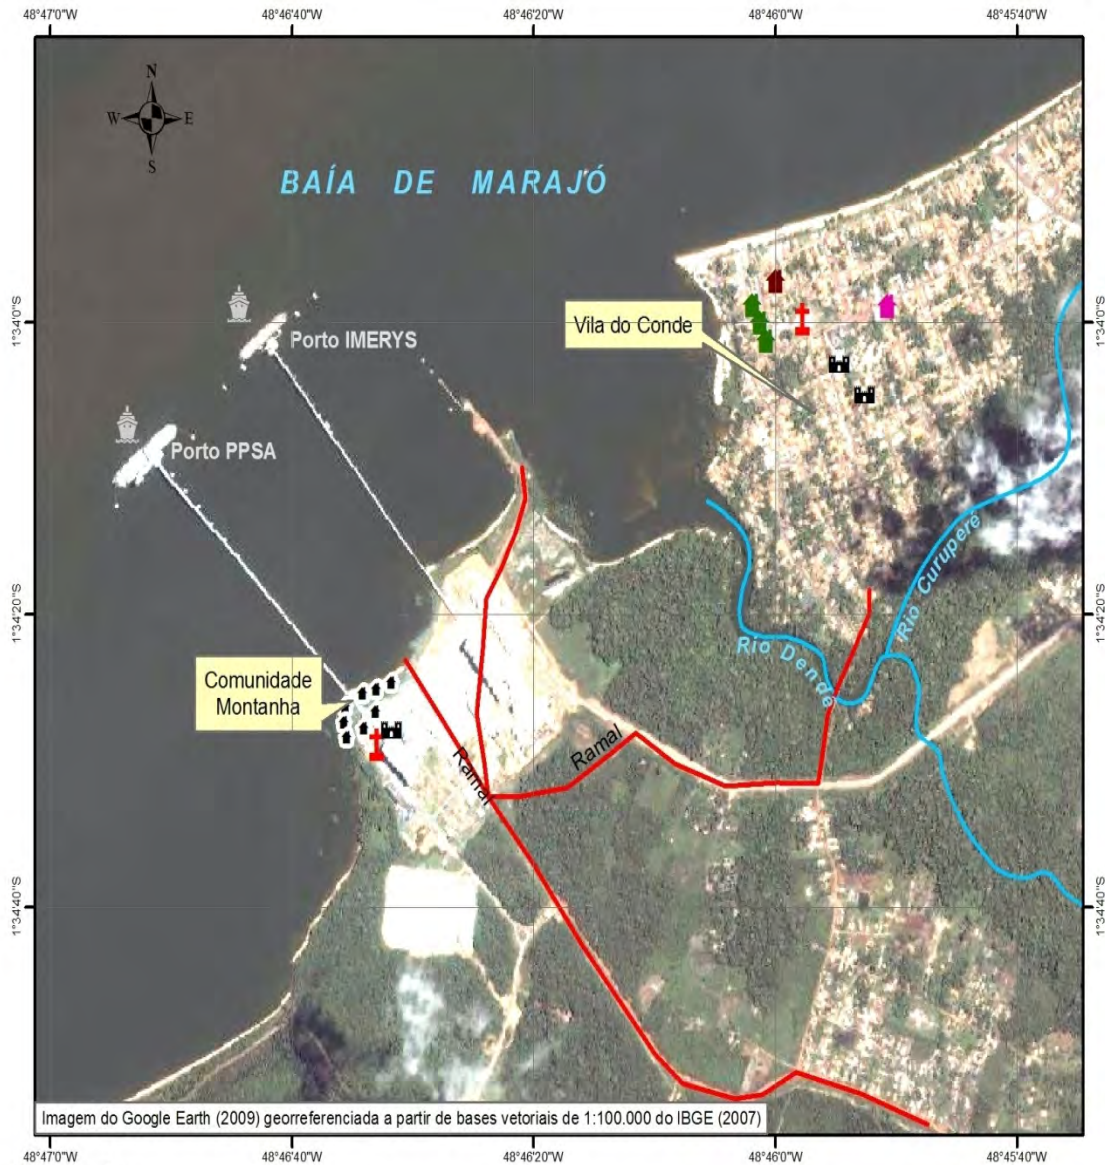 48°47'0"W 48°46'40"W 48°46'20"W 48°46'0"W 48°45'40"W
N
W E
S
BAÍA DE MARAJÓ
1°34'0"S 1°34'0"S
Porto IMERYS
Vila do Conde
Porto PPSA
Rio Curuperé
1°34'20"S 1°34'20"S
Rio Dendê
Comunidade
Montanha
Ramal
Ramal
1°34'40"S 1°34'40"S
Imagem do Google Earth (2009) georreferenciada a partir de bases vetoriais de 1:100.000 do IBGE (2007)
48°47'0"W 48°46'40"W 48°46'20"W 48°46'0"W 48°45'40"W